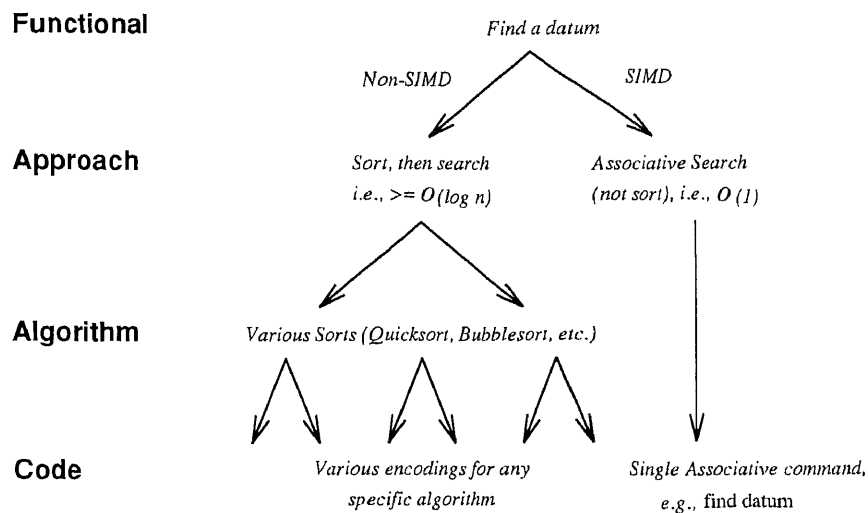 Functional
Find a datum
Non-SIMD
SIMD
Approach
Sort, then search
i.e., >= O(log n)
Associative Search
(not sort), i.e., O (1)
Algorithm
Various Sorts (Quicksort, Bubblesort, etc.)
Code
Various encodings for any
specific algorithm
Single Associative command,
e.g., find datum